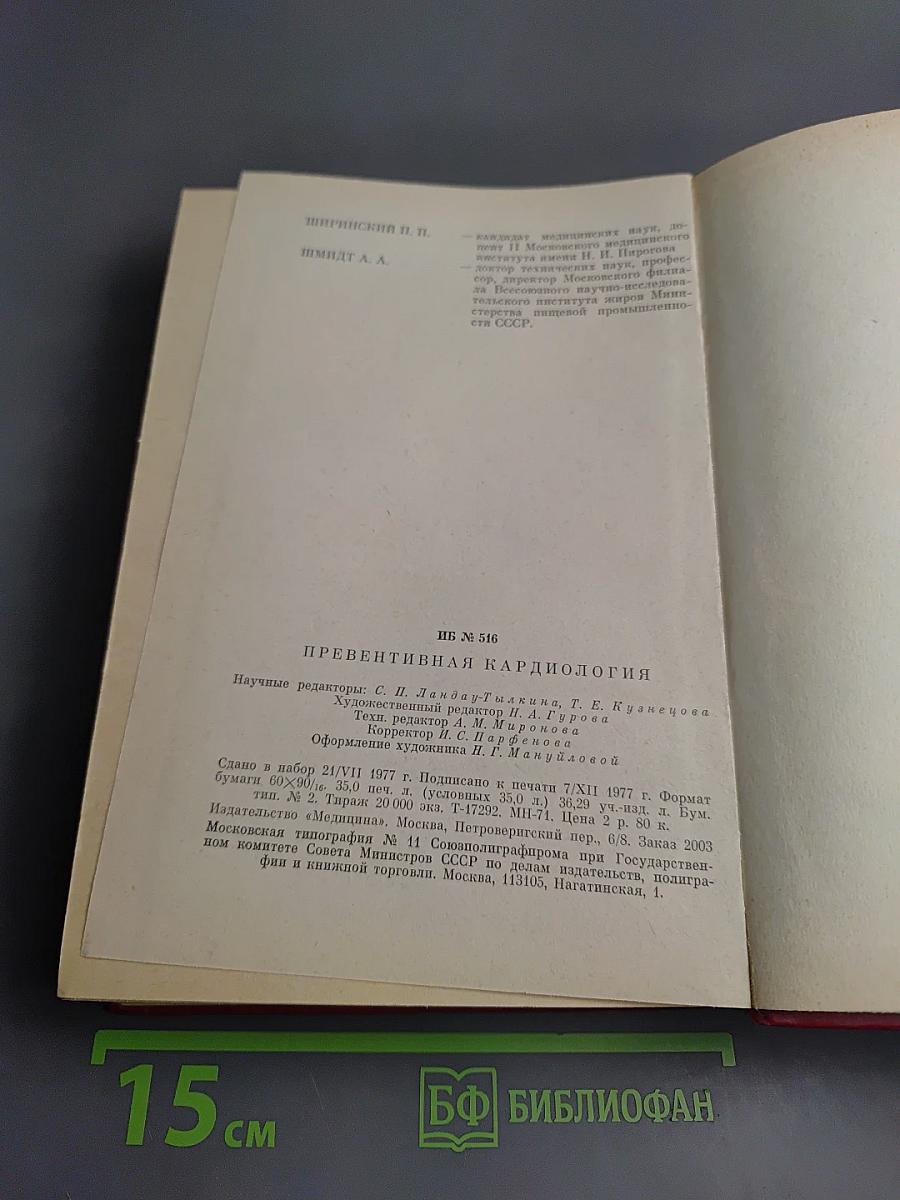 ШИРИНСКИЙ П. П.
— кандидат медицинских наук, до-
цент II Московского медицинского
института имени Н. И. Пирогова
ШМИДТ А. А.
— доктор технических наук, профес-
сор, директор Московского филиа-
ла Всесоюзного научно-исследова-
тельского института жиров Мини-
стерства пищевой промышленно-
сти СССР.
ИБ № 516
ПРЕВЕНТИВНАЯ КАРДИОЛОГИЯ
Научные редакторы: С. П. Ландау-Тылкина, Т. Е. Кузнецова
Художественный редактор Н. А. Гурова
Техн. редактор А. М. Миронова
Корректор И. С. Парфенова
Оформление художника Н. Г. Мануйловой
Сдано в набор 21/VII 1977 г. Подписано к печати 7/XII 1977 г. Формат
бумаги 60×90/16. 35,0 печ. л. (условных 35,0 л.) 36,29 уч.-изд. л. Бум.
тип. № 2. Тираж 20 000 экз. Т-17292. МН-71. Цена 2 р. 80 к.
Издательство «Медицина». Москва, Петроверигский пер., 6/8. Заказ 2003
Московская типография № 11 Союзполиграфпрома при Государствен-
ном комитете Совета Министров СССР по делам издательств, полигра-
фии и книжной торговли. Москва, 113105, Нагатинская, 1.
15 см
БФ БИБЛИОФАН